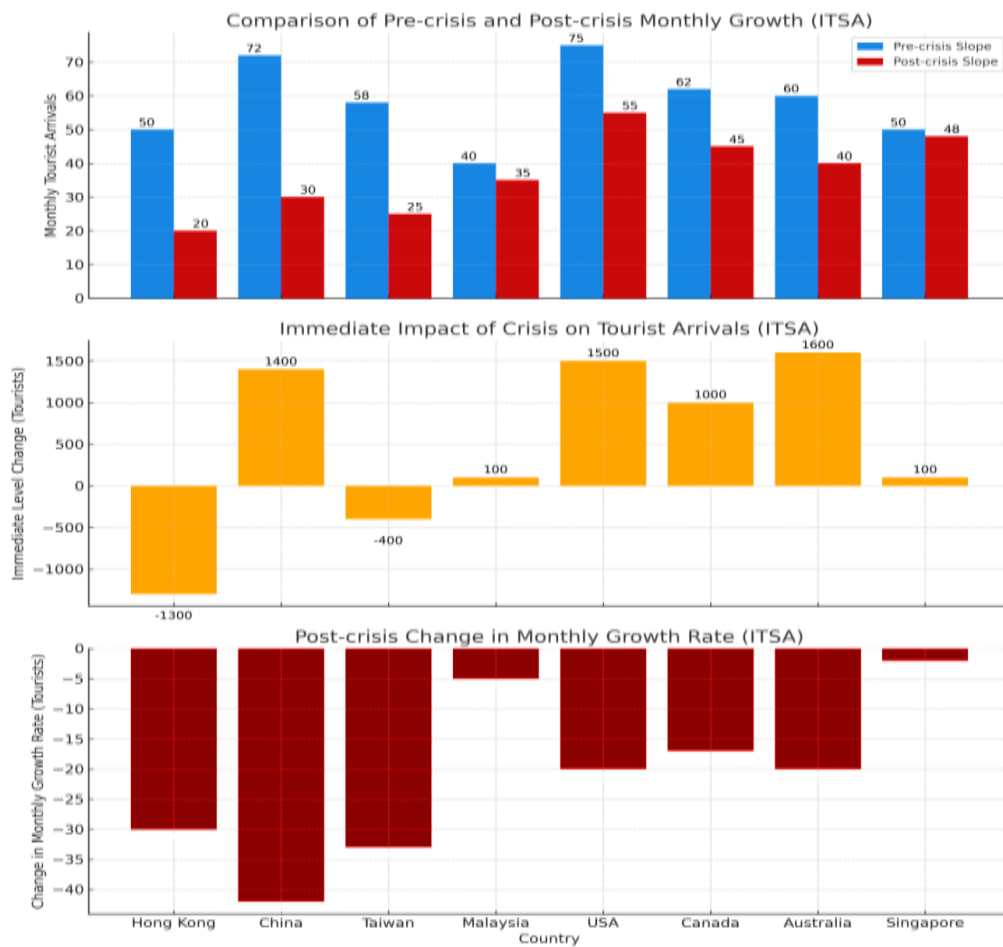 Comparison of Pre-crisis and Post-crisis Monthly Growth (ITSA)
Monthly Tourist Arrivals
70
60
50
40
30
20
10
0
50
20
72
30
58
25
40
35
75
55
62
45
60
40
50
48
Pre-crisis Slope
Post-crisis Slope
Immediate Impact of Crisis on Tourist Arrivals (ITSA)
Immediate Level Change (Tourists)
1500
1000
500
0
−500
−1000
-1300
1400
-400
100
1500
1000
1600
100
Post-crisis Change in Monthly Growth Rate (ITSA)
Change in Monthly Growth Rate (Tourists)
0
−5
−10
−15
−20
−25
−30
−35
−40
Hong Kong
China
Taiwan
Malaysia
USA
Canada
Australia
Singapore
Country